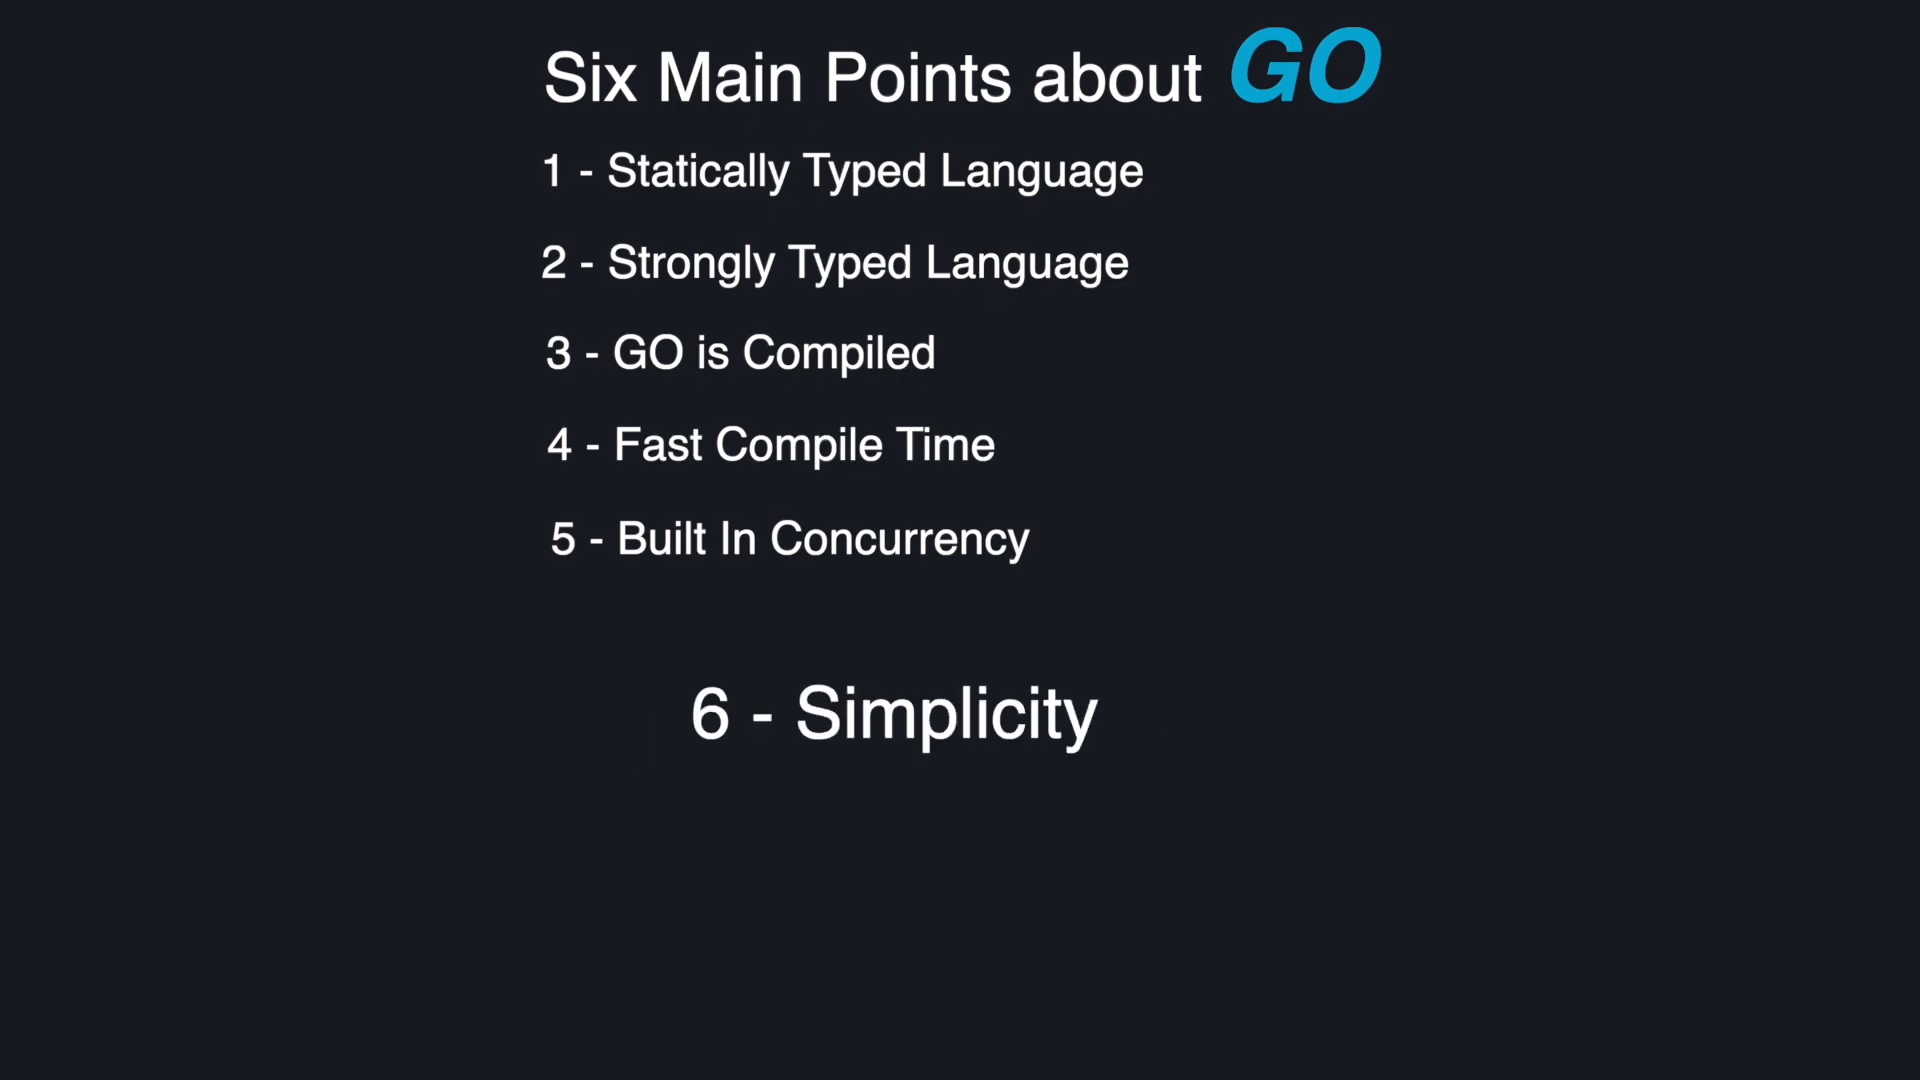 Six Main Points about GO
1 - Statically Typed Language
2 - Strongly Typed Language
3 - GO is Compiled
4 - Fast Compile Time
5 - Built In Concurrency
6 - Simplicity